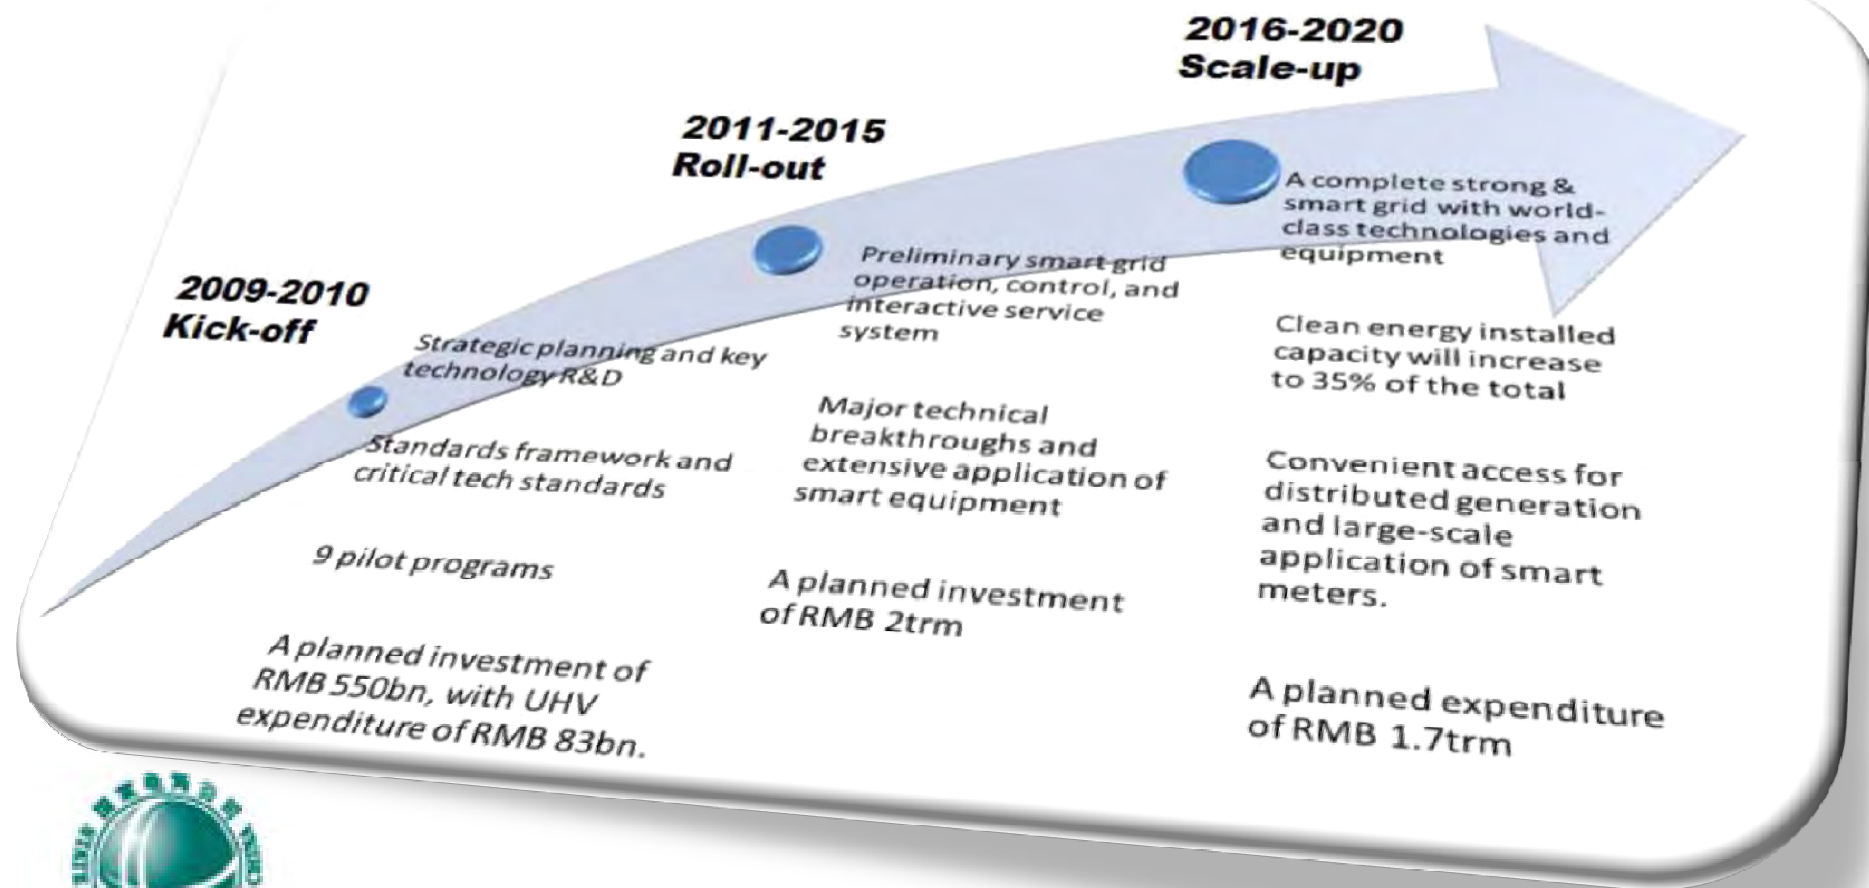 2009-2010
Kick-off
Strategic planning and key
technology R&D
Standards framework and
critical tech standards
9 pilot programs
A planned investment of
RMB 550bn, with UHV
expenditure of RMB 83bn.
2011-2015
Roll-out
Preliminary smart grid
operation, control, and
interactive service
system
Major technical
breakthroughs and
extensive application of
smart equipment
A planned investment
of RMB 2trm
2016-2020
Scale-up
A complete strong &
smart grid with world-
class technologies and
equipment
Clean energy installed
capacity will increase
to 35% of the total
Convenient access for
distributed generation
and large-scale
application of smart
meters.
A planned expenditure
of RMB 1.7trm